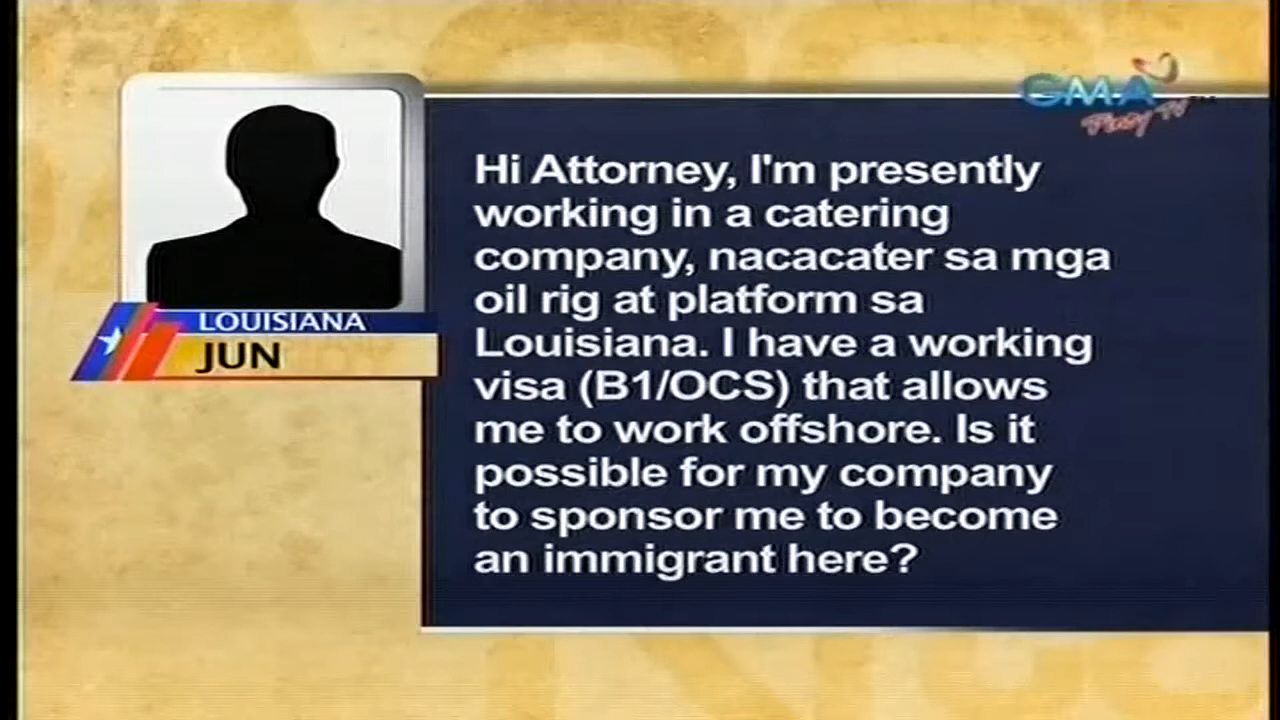 GMA
Pinoy TV
Hi Attorney, I'm presently
working in a catering
company, nacacater sa mga
oil rig at platform sa
Louisiana. I have a working
visa (B1/OCS) that allows
me to work offshore. Is it
possible for my company
to sponsor me to become
an immigrant here?
LOUISIANA
JUN